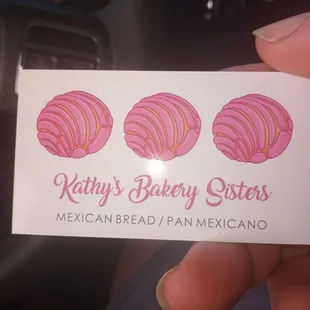 Kathy's Bakery Sisters
MEXICAN BREAD / PAN MEXICANO